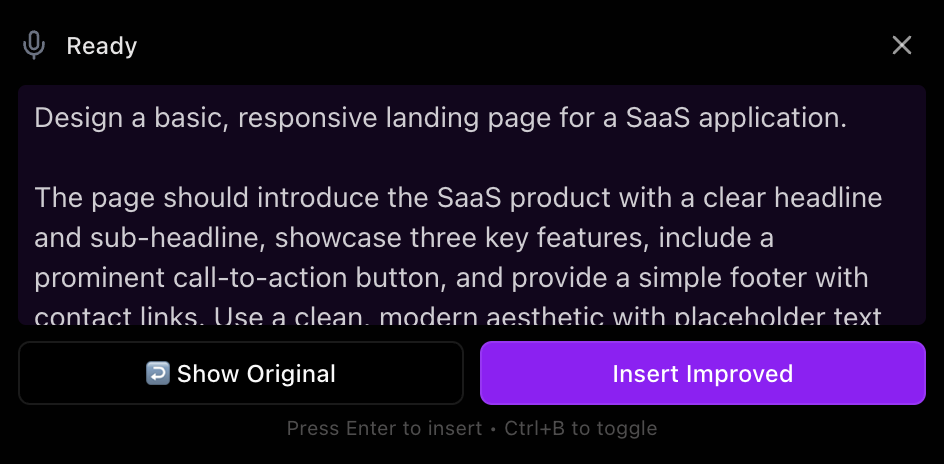 Ready
Design a basic, responsive landing page for a SaaS application.
The page should introduce the SaaS product with a clear headline
and sub-headline, showcase three key features, include a
prominent call-to-action button, and provide a simple footer with
contact links. Use a clean, modern aesthetic with placeholder text
Show Original
Insert Improved
Press Enter to insert • Ctrl+B to toggle